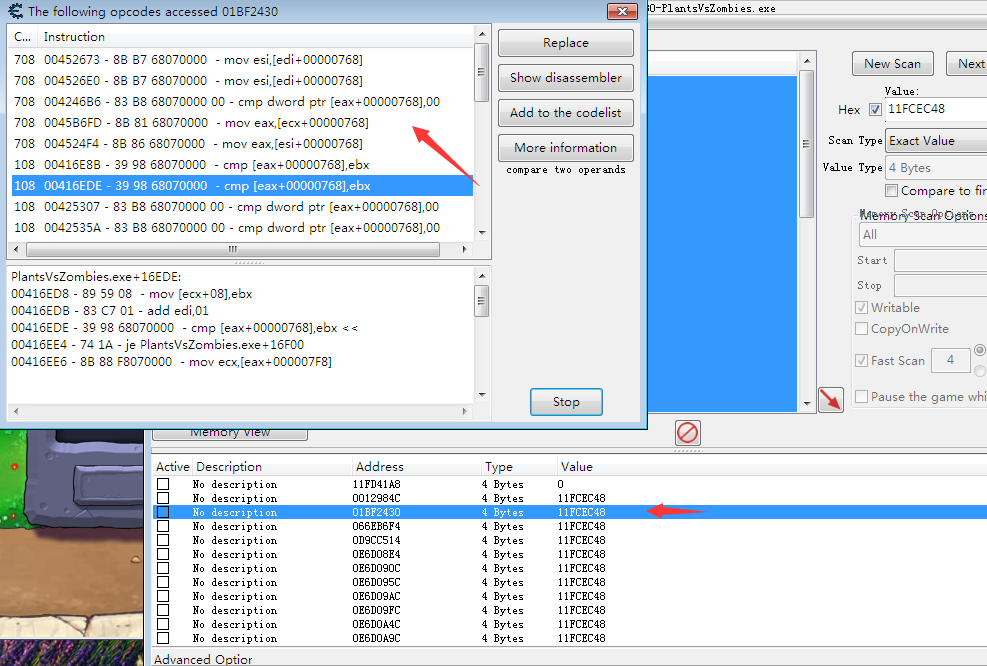 The following opcodes accessed 01BF2430
C... Instruction
708 00452673 - 8B B7 68070000 - mov esi,[edi+00000768]
708 004526E0 - 8B B7 68070000 - mov esi,[edi+00000768]
708 004246B6 - 83 B8 68070000 00 - cmp dword ptr [eax+00000768],00
708 0045B6FD - 8B 81 68070000 - mov eax,[ecx+00000768]
708 004524F4 - 8B 86 68070000 - mov eax,[esi+00000768]
108 00416E8B - 39 98 68070000 - cmp [eax+00000768],ebx
108 00416EDE - 39 98 68070000 - cmp [eax+00000768],ebx
108 00425307 - 83 B8 68070000 00 - cmp dword ptr [eax+00000768],00
108 0042535A - 83 B8 68070000 00 - cmp dword ptr [eax+00000768],00
Replace
Show disassembler
Add to the codelist
More information
compare two operands
PlantsVsZombies.exe+16EDE:
00416ED8 - 89 59 08 - mov [ecx+08],ebx
00416EDB - 83 C7 01 - add edi,01
00416EDE - 39 98 68070000 - cmp [eax+00000768],ebx <<
00416EE4 - 74 1A - je PlantsVsZombies.exe+16F00
00416EE6 - 8B 88 F8070000 - mov ecx,[eax+000007F8]
Stop
-PlantsVsZombies.exe
New Scan
Next
Value:
Hex 11FCEC48
Scan Type Exact Value
Value Type 4 Bytes
Compare to fir
Memory Scan Options
All
Start
Stop
Writable
CopyOnWrite
Fast Scan 4
Pause the game whi
Memory View
Active Description Address Type Value
No description 11FD41A8 4 Bytes 0
No description 0012984C 4 Bytes 11FCEC48
No description 01BF2430 4 Bytes 11FCEC48
No description 066EB6F4 4 Bytes 11FCEC48
No description 0D9CC514 4 Bytes 11FCEC48
No description 0E6D08E4 4 Bytes 11FCEC48
No description 0E6D090C 4 Bytes 11FCEC48
No description 0E6D095C 4 Bytes 11FCEC48
No description 0E6D09AC 4 Bytes 11FCEC48
No description 0E6D09FC 4 Bytes 11FCEC48
No description 0E6D0A4C 4 Bytes 11FCEC48
No description 0E6D0A9C 4 Bytes 11FCEC48
Advanced Option